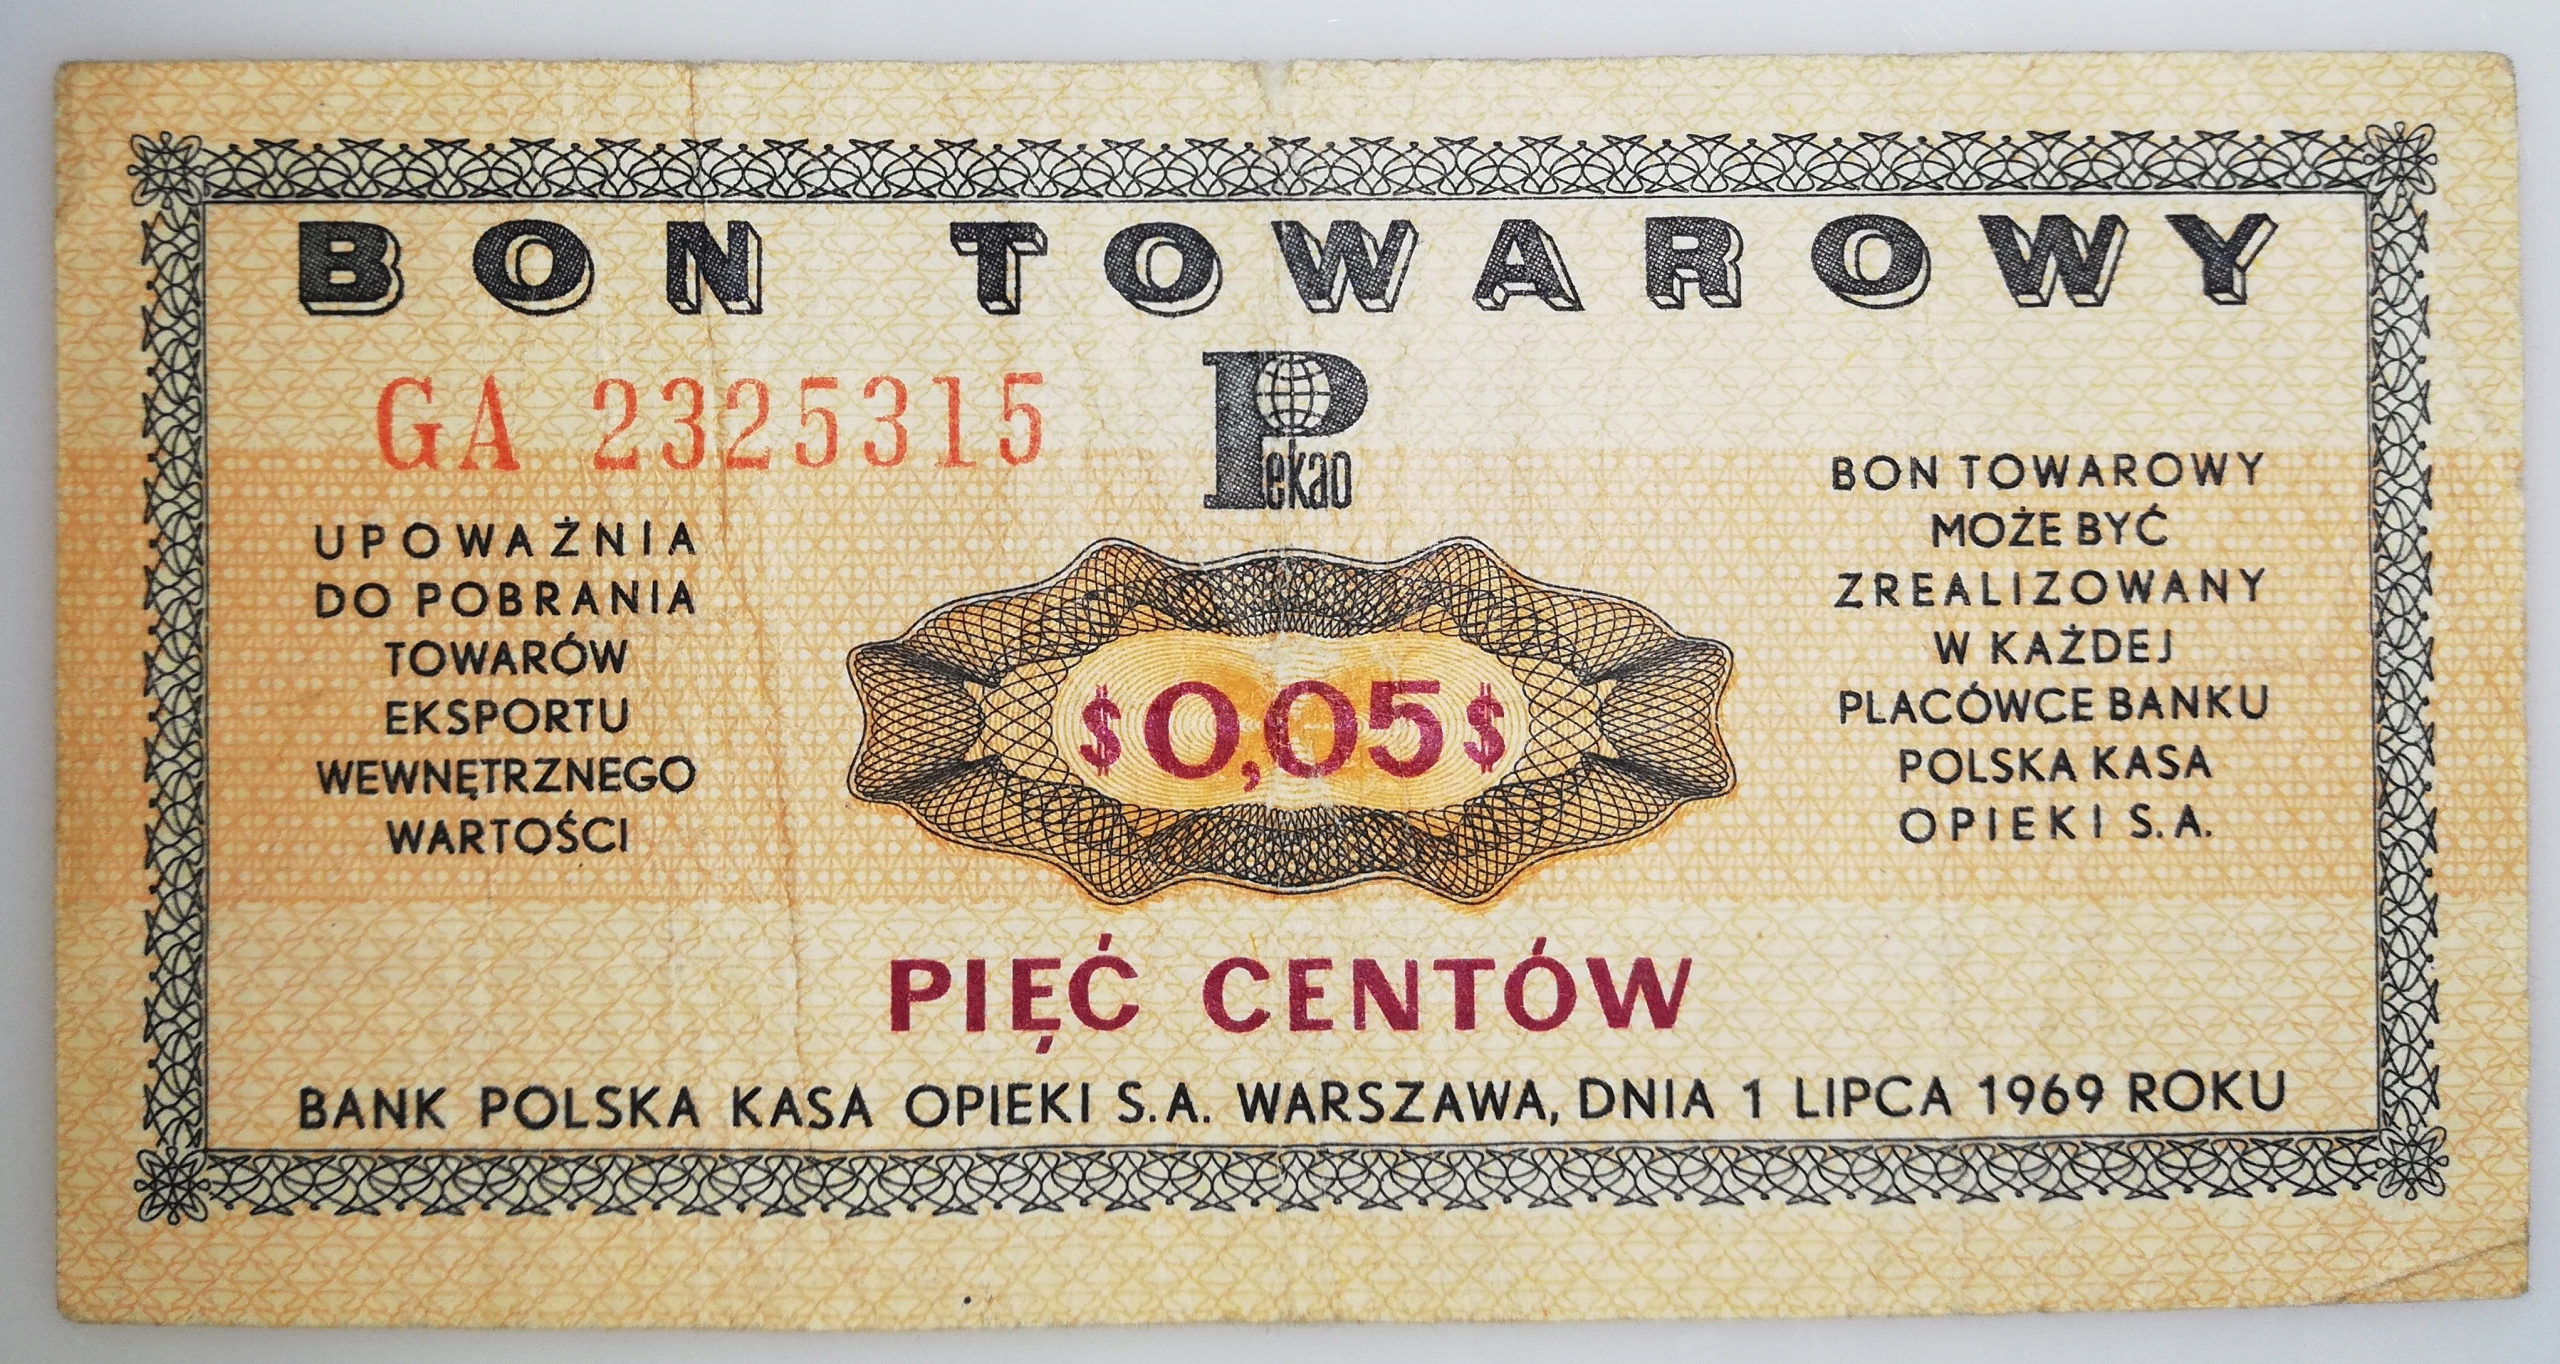 BON TOWAROWY
GA 2325315
Pekao
UPOWAŻNIA
DO POBRANIA
TOWARÓW
EKSPORTU
WEWNĘTRZNEGO
WARTOŚCI
$0,05$
BON TOWAROWY
MOŻE BYĆ
ZREALIZOWANY
W KAŻDEJ
PLACÓWCE BANKU
POLSKA KASA
OPIEKI S.A.
PIĘĆ CENTÓW
BANK POLSKA KASA OPIEKI S.A. WARSZAWA, DNIA 1 LIPCA 1969 ROKU